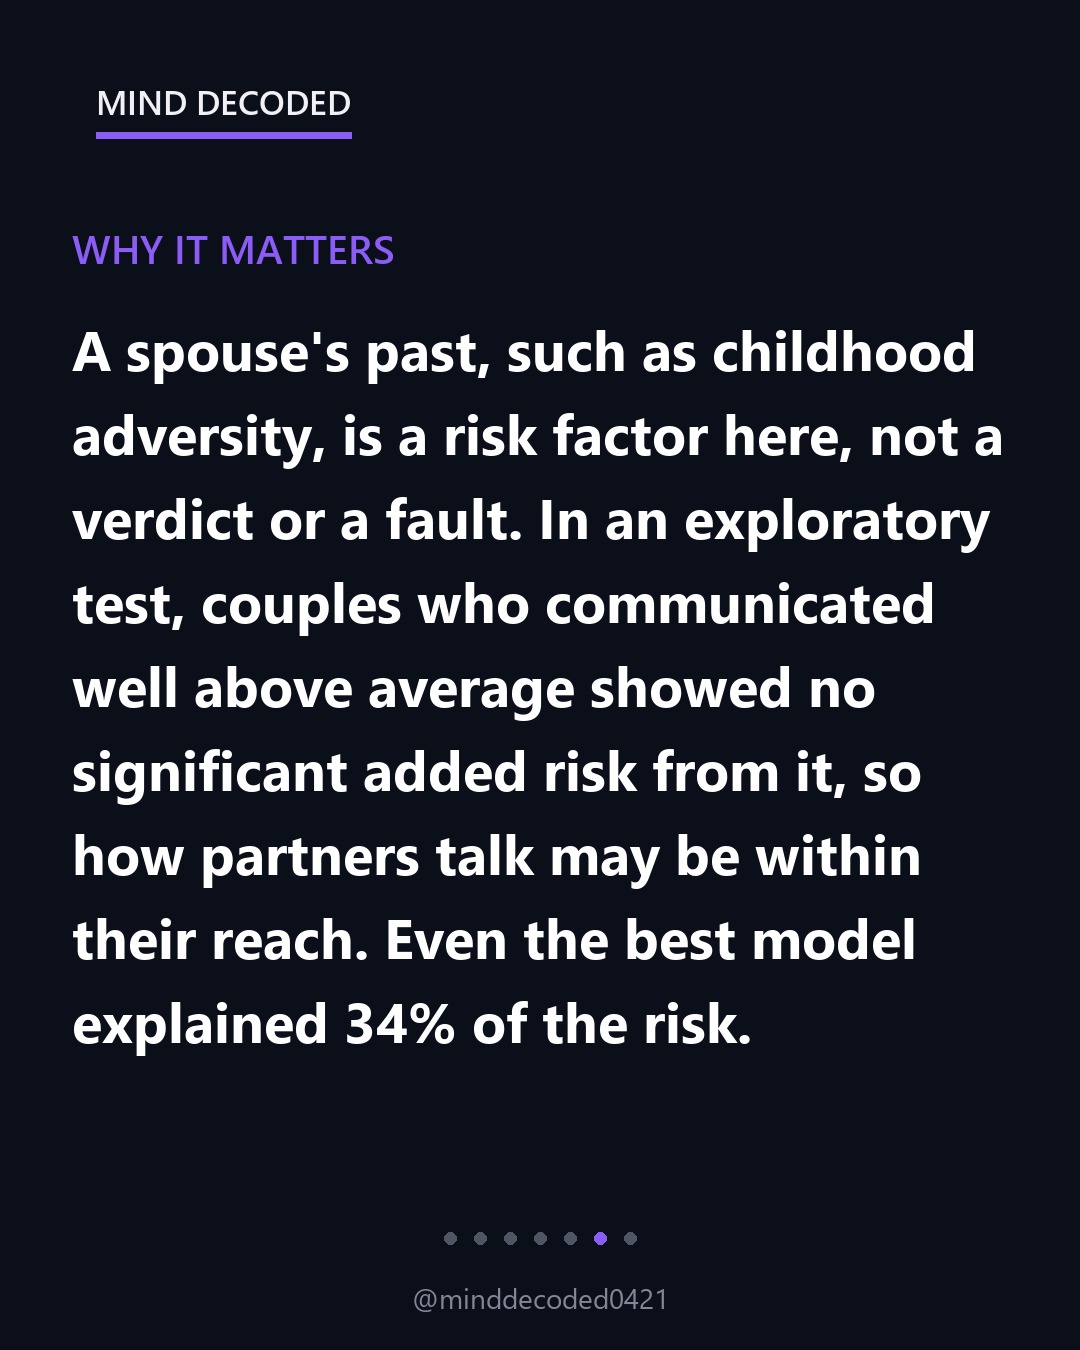 MIND DECODED
WHY IT MATTERS
A spouse's past, such as childhood
adversity, is a risk factor here, not a
verdict or a fault. In an exploratory
test, couples who communicated
well above average showed no
significant added risk from it, so
how partners talk may be within
their reach. Even the best model
explained 34% of the risk.
@minddecoded0421